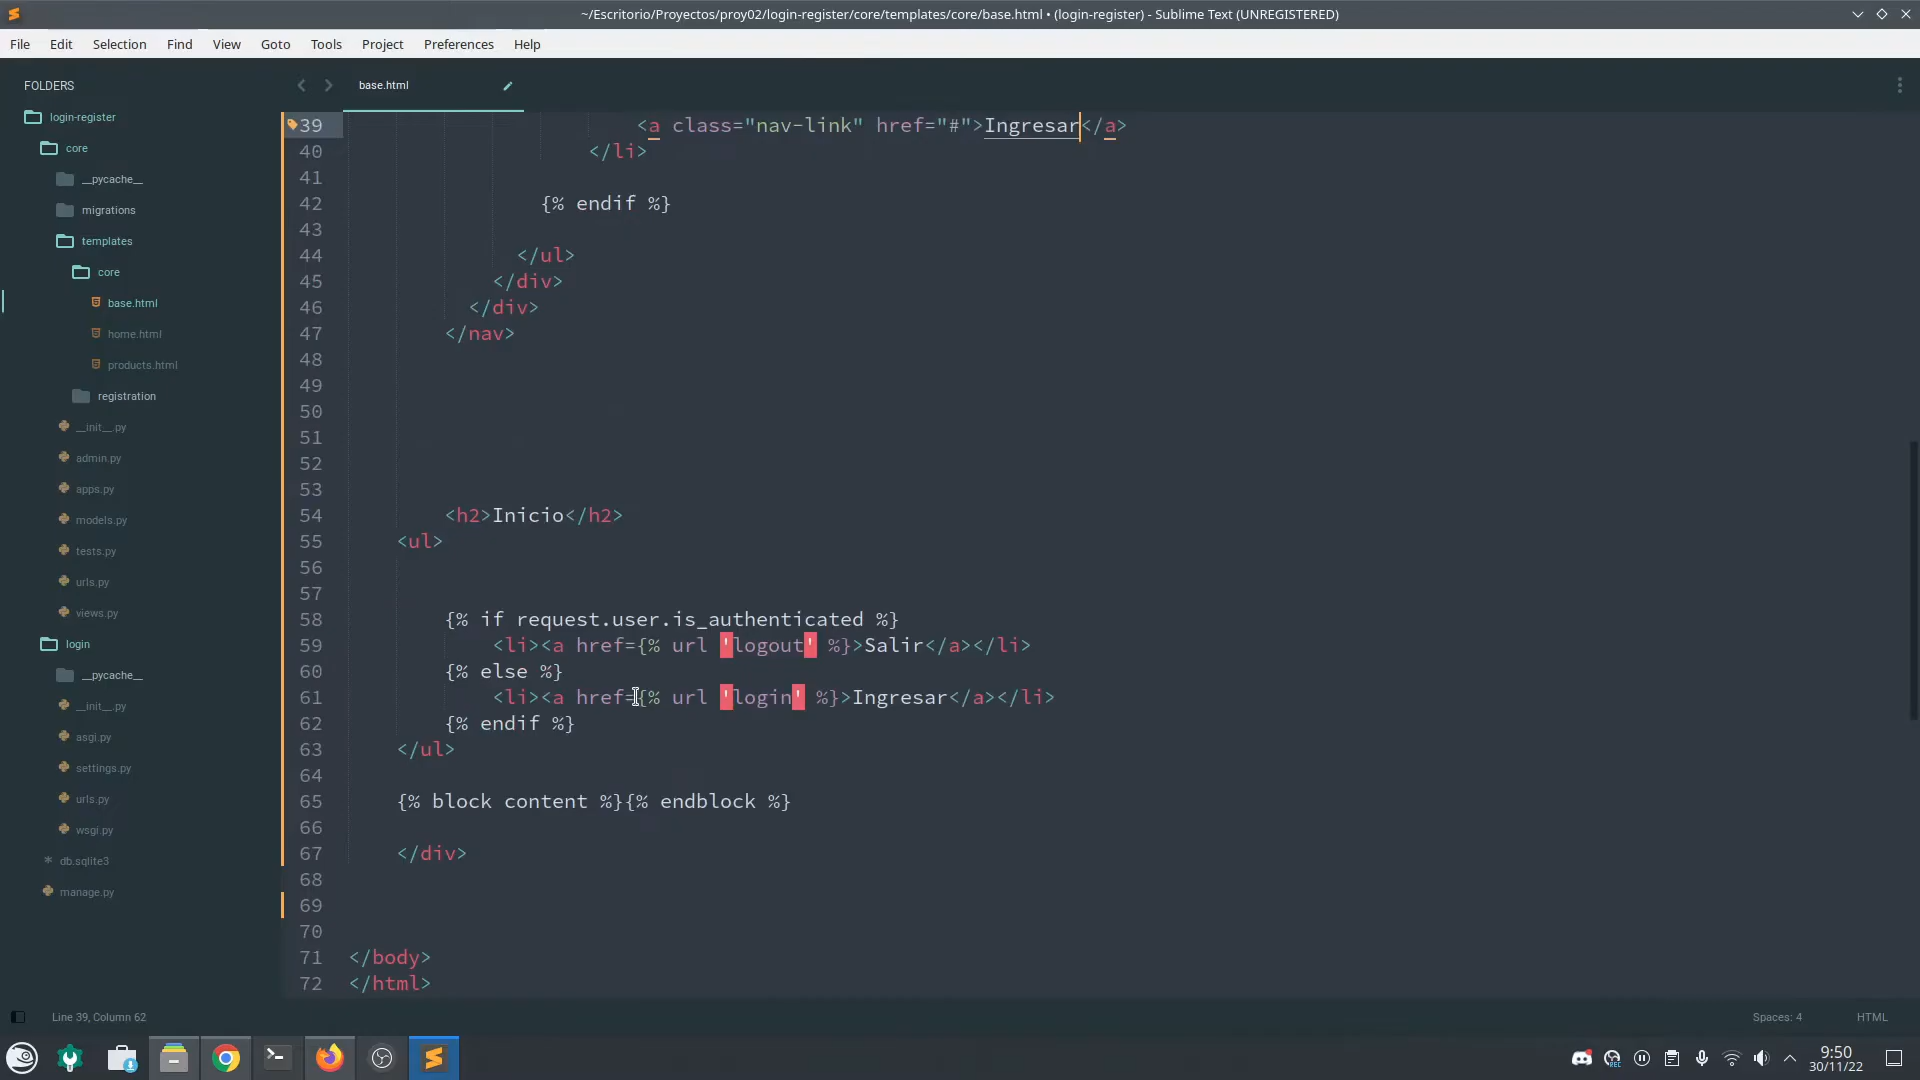 ~/Escritorio/Proyectos/proy02/login-register/core/templates/core/base.html • (login-register) - Sublime Text (UNREGISTERED)
File Edit Selection Find View Goto Tools Project Preferences Help
FOLDERS
login-register
core
__pycache__
migrations
templates
core
base.html
home.html
products.html
registration
__init__.py
admin.py
apps.py
models.py
tests.py
urls.py
views.py
login
__pycache__
__init__.py
asgi.py
settings.py
urls.py
wsgi.py
* db.sqlite3
manage.py
base.html
39 <a class="nav-link" href="#">Ingresar</a>
40 </li>
41
42 {% endif %}
43
44 </ul>
45 </div>
46 </div>
47 </nav>
48
49
50
51
52
53
54 <h2>Inicio</h2>
55 <ul>
56
57
58 {% if request.user.is_authenticated %}
59 <li><a href={% url 'logout' %}>Salir</a></li>
60 {% else %}
61 <li><a href={% url 'login' %}>Ingresar</a></li>
62 {% endif %}
63 </ul>
64
65 {% block content %}{% endblock %}
66
67 </div>
68
69
70
71 </body>
72 </html>
Line 39, Column 62
Spaces: 4 HTML
9:50
30/11/22